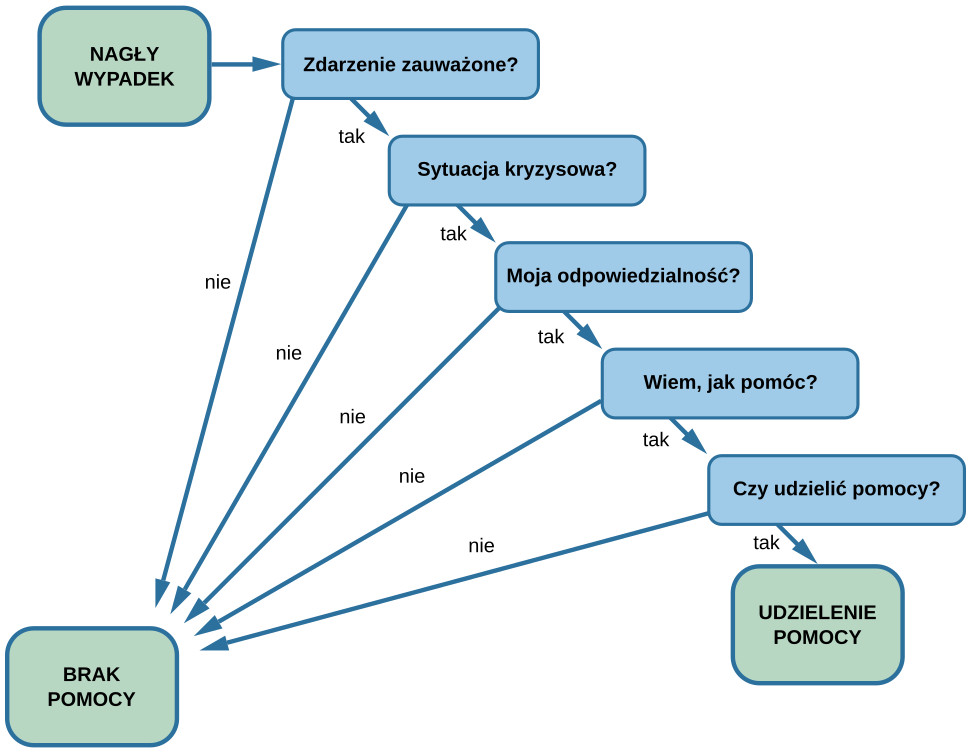 NAGŁY
WYPADEK
Zdarzenie zauważone?
tak
Sytuacja kryzysowa?
tak
Moja odpowiedzialność?
nie
tak
nie
Wiem, jak pomóc?
nie
tak
nie
Czy udzielić pomocy?
nie
tak
UDZIELENIE
POMOCY
BRAK
POMOCY